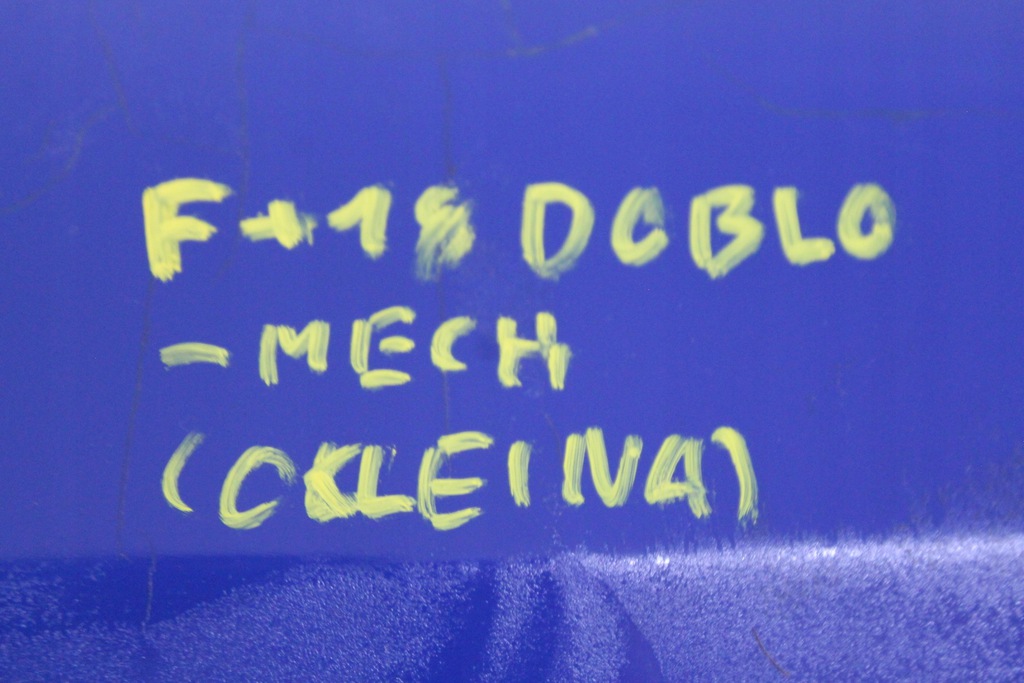 F+18 DOBLO
-MECH
(OKLEINA)